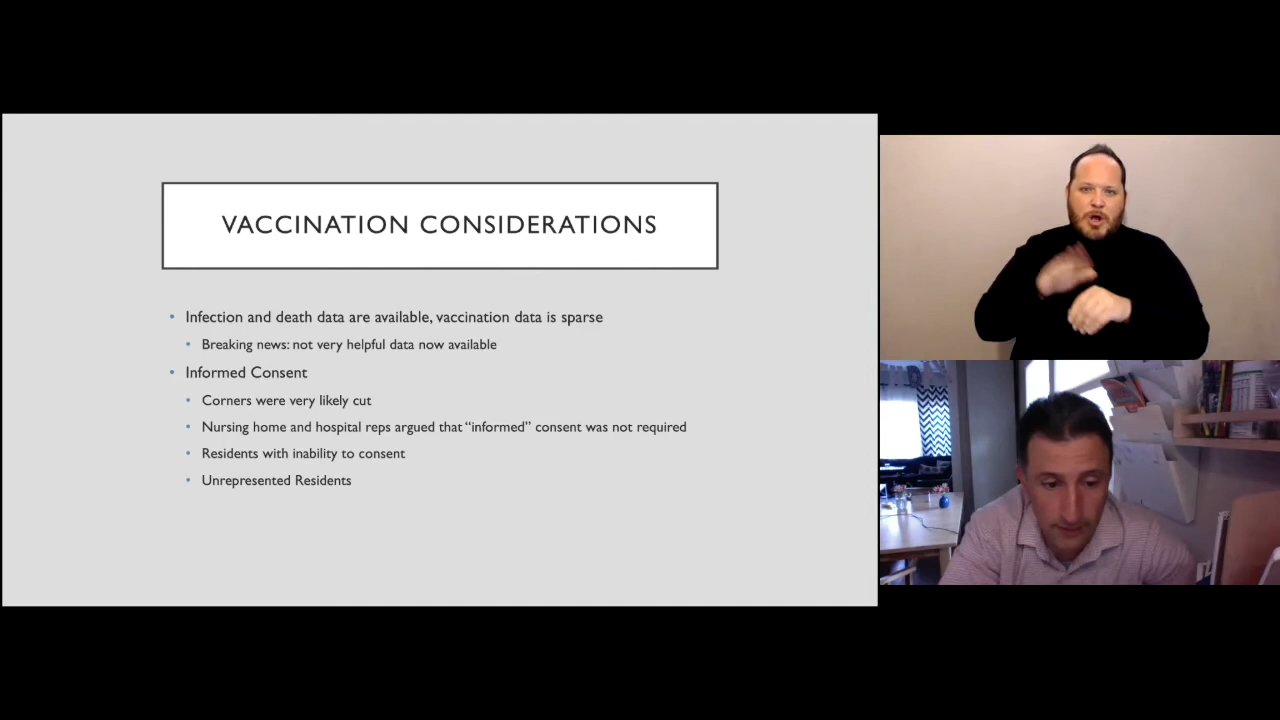 VACCINATION CONSIDERATIONS
• Infection and death data are available, vaccination data is sparse
• Breaking news: not very helpful data now available
• Informed Consent
• Corners were very likely cut
• Nursing home and hospital reps argued that “informed” consent was not required
• Residents with inability to consent
• Unrepresented Residents